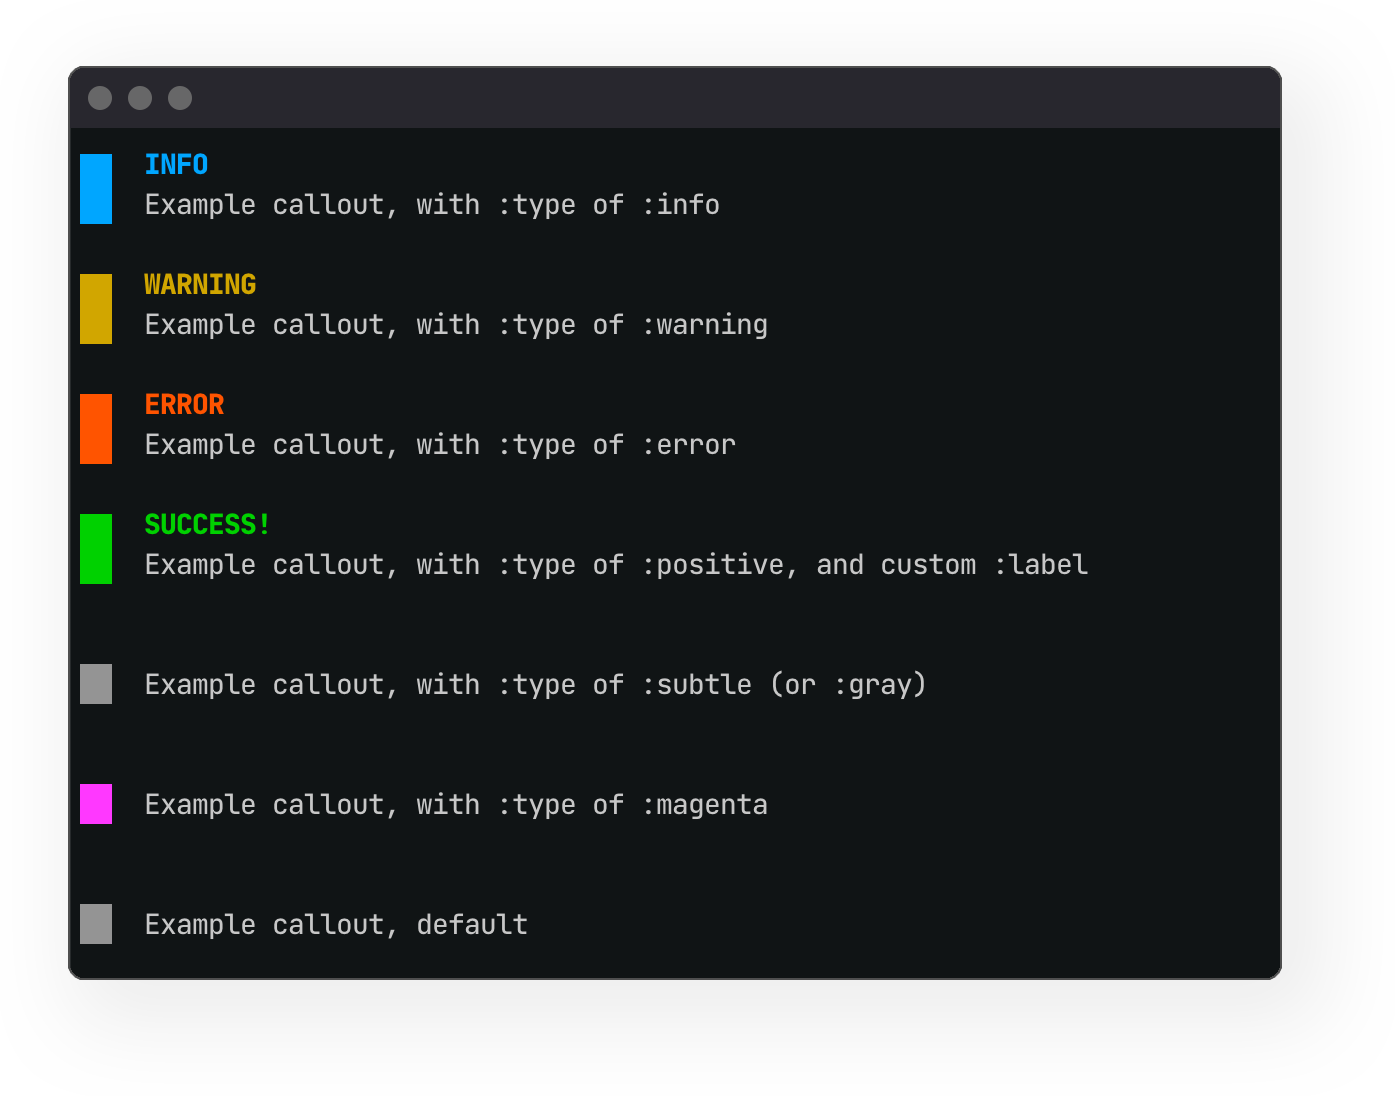 INFO
Example callout, with :type of :info
WARNING
Example callout, with :type of :warning
ERROR
Example callout, with :type of :error
SUCCESS!
Example callout, with :type of :positive, and custom :label
Example callout, with :type of :subtle (or :gray)
Example callout, with :type of :magenta
Example callout, default